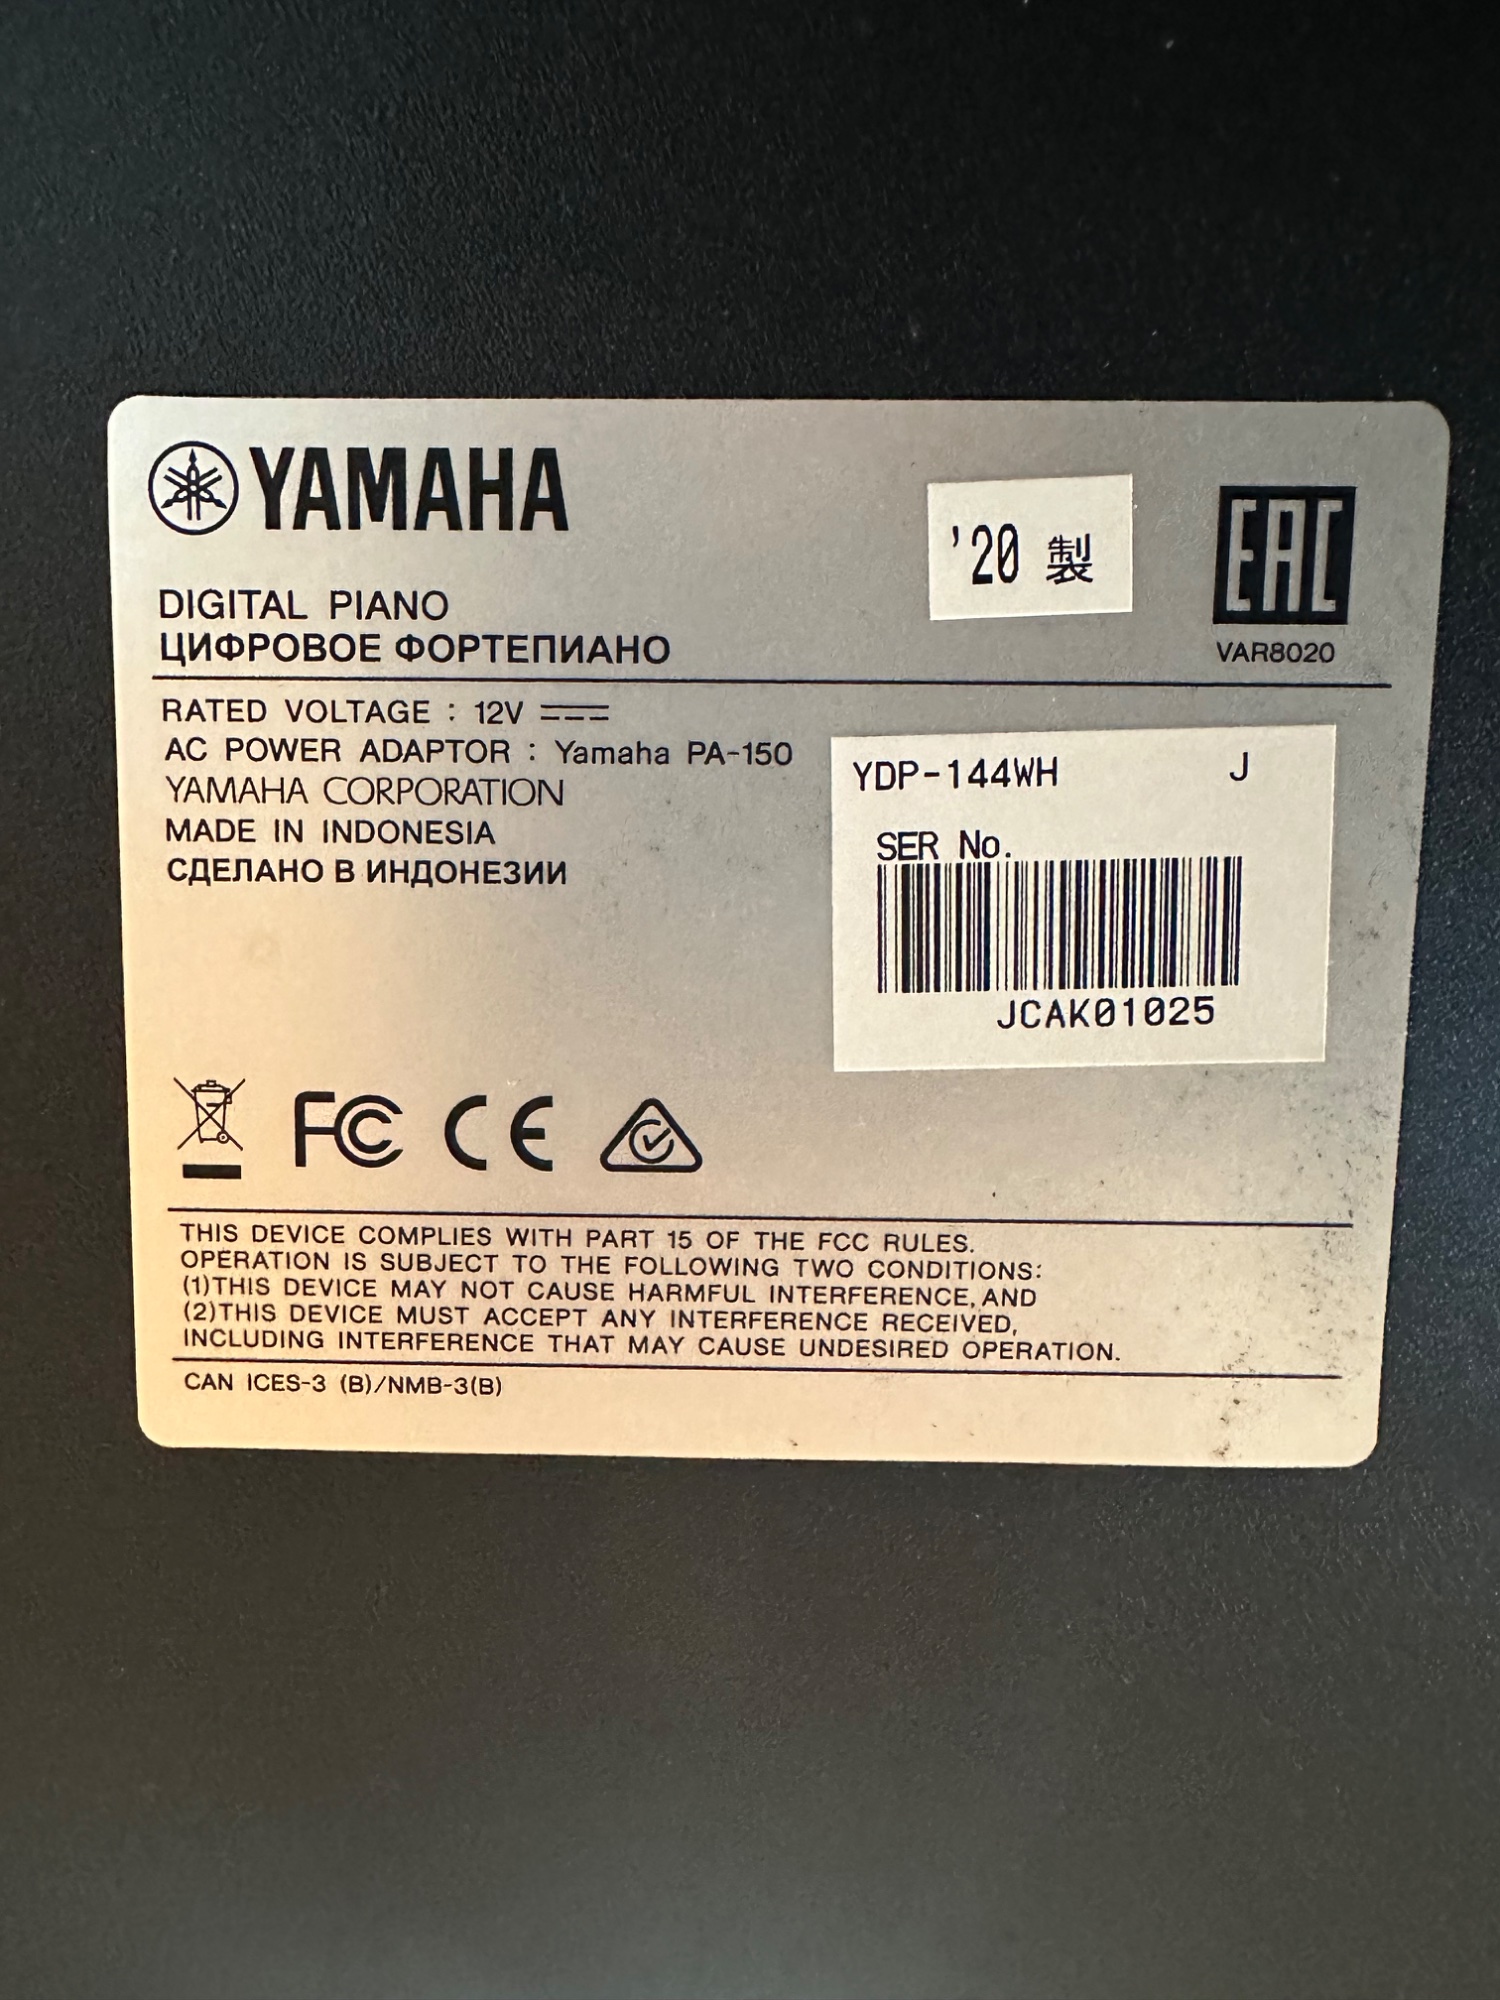 YAMAHA
'20 製
EAC
VAR8020
DIGITAL PIANO
ЦИФРОВОЕ ФОРТЕПИАНО
RATED VOLTAGE : 12V
AC POWER ADAPTOR : Yamaha PA-150
YAMAHA CORPORATION
MADE IN INDONESIA
СДЕЛАНО В ИНДОНЕЗИИ
YDP-144WH J
SER No.
JCAK01025
FC CE
THIS DEVICE COMPLIES WITH PART 15 OF THE FCC RULES.
OPERATION IS SUBJECT TO THE FOLLOWING TWO CONDITIONS:
(1)THIS DEVICE MAY NOT CAUSE HARMFUL INTERFERENCE, AND
(2)THIS DEVICE MUST ACCEPT ANY INTERFERENCE RECEIVED,
INCLUDING INTERFERENCE THAT MAY CAUSE UNDESIRED OPERATION.
CAN ICES-3 (B)/NMB-3(B)